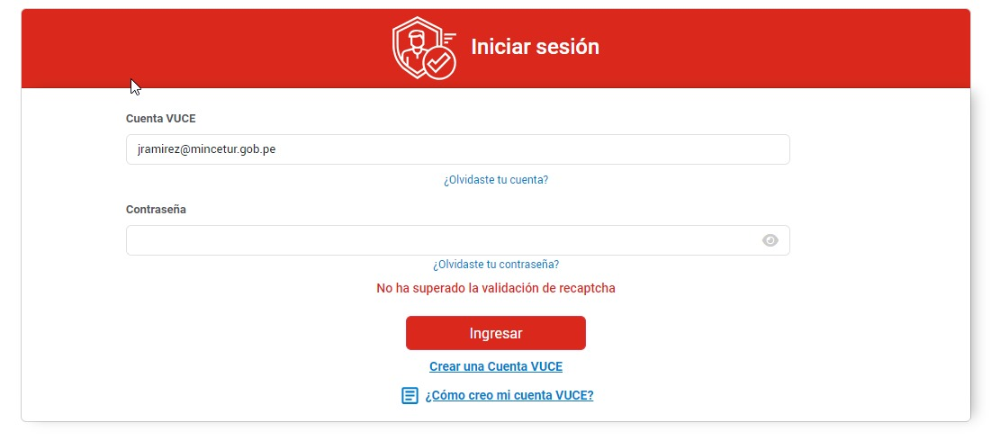 Iniciar sesión
Cuenta VUCE
jramirez@mincetur.gob.pe
¿Olvidaste tu cuenta?
Contraseña
¿Olvidaste tu contraseña?
No ha superado la validación de recaptcha
Ingresar
Crear una Cuenta VUCE
¿Cómo creo mi cuenta VUCE?